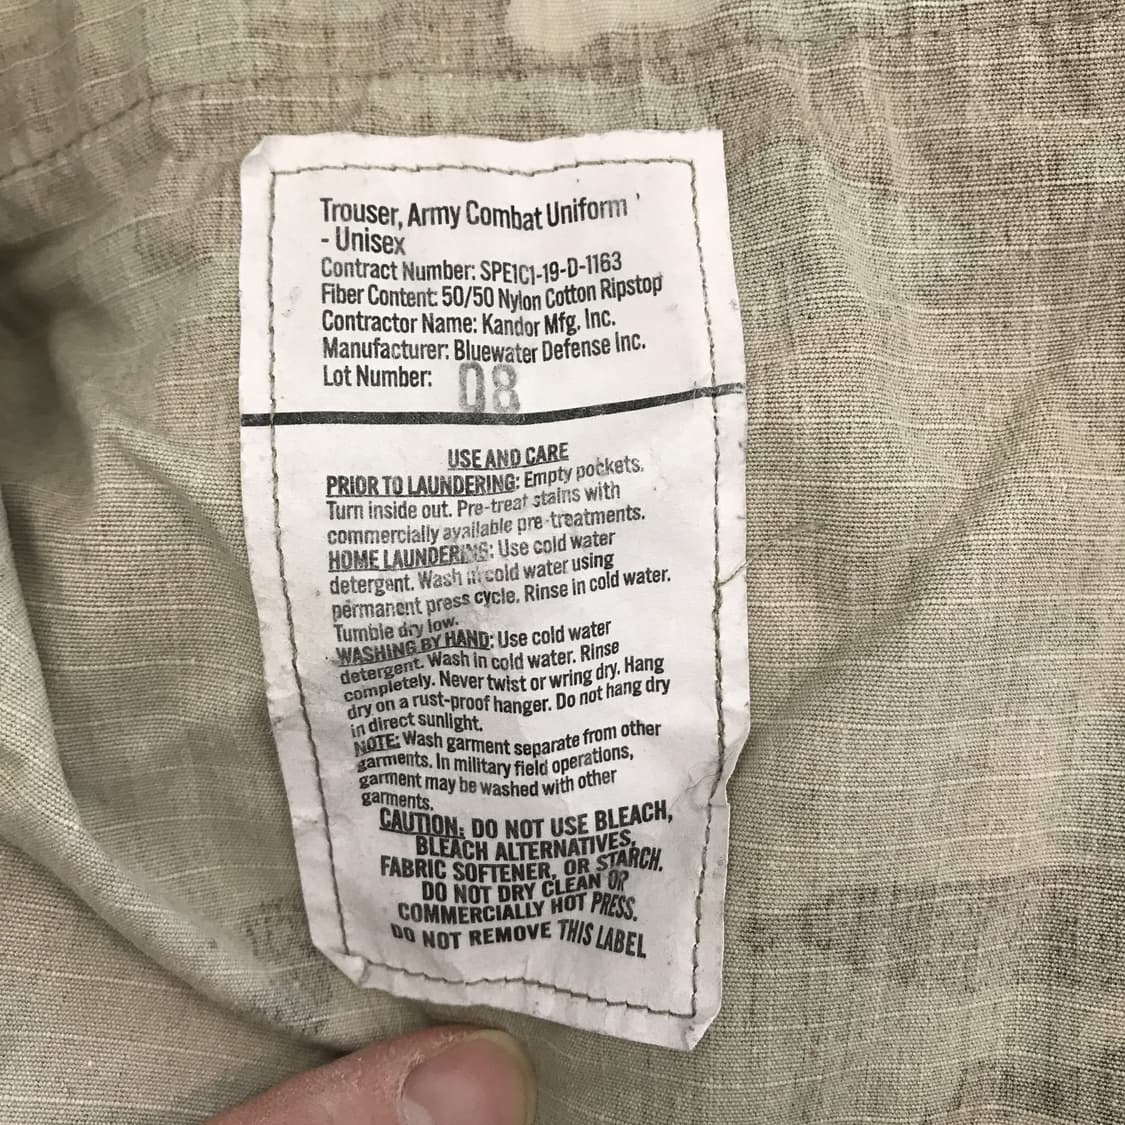 Trouser, Army Combat Uniform
- Unisex
Contract Number: SPE1C1-19-D-1163
Fiber Content: 50/50 Nylon Cotton Ripstop
Contractor Name: Kandor Mfg, Inc.
Manufacturer: Bluewater Defense Inc.
Lot Number: 08
USE AND CARE
PRIOR TO LAUNDERING: Empty pockets.
Turn inside out. Pre-treat stains with
commercially available pre-treatments.
HOME LAUNDERING: Use cold water
detergent. Wash in cold water using
permanent press cycle. Rinse in cold water.
Tumble dry low.
WASHING BY HAND: Use cold water
detergent. Wash in cold water. Rinse
completely. Never twist or wring dry. Hang
dry on a rust-proof hanger. Do not hang dry
in direct sunlight.
NOTE: Wash garment separate from other
garments. In military field operations,
garment may be washed with other
garments.
CAUTION: DO NOT USE BLEACH,
BLEACH ALTERNATIVES,
FABRIC SOFTENER, OR STARCH.
DO NOT DRY CLEAN OR
COMMERCIALLY HOT PRESS.
DO NOT REMOVE THIS LABEL